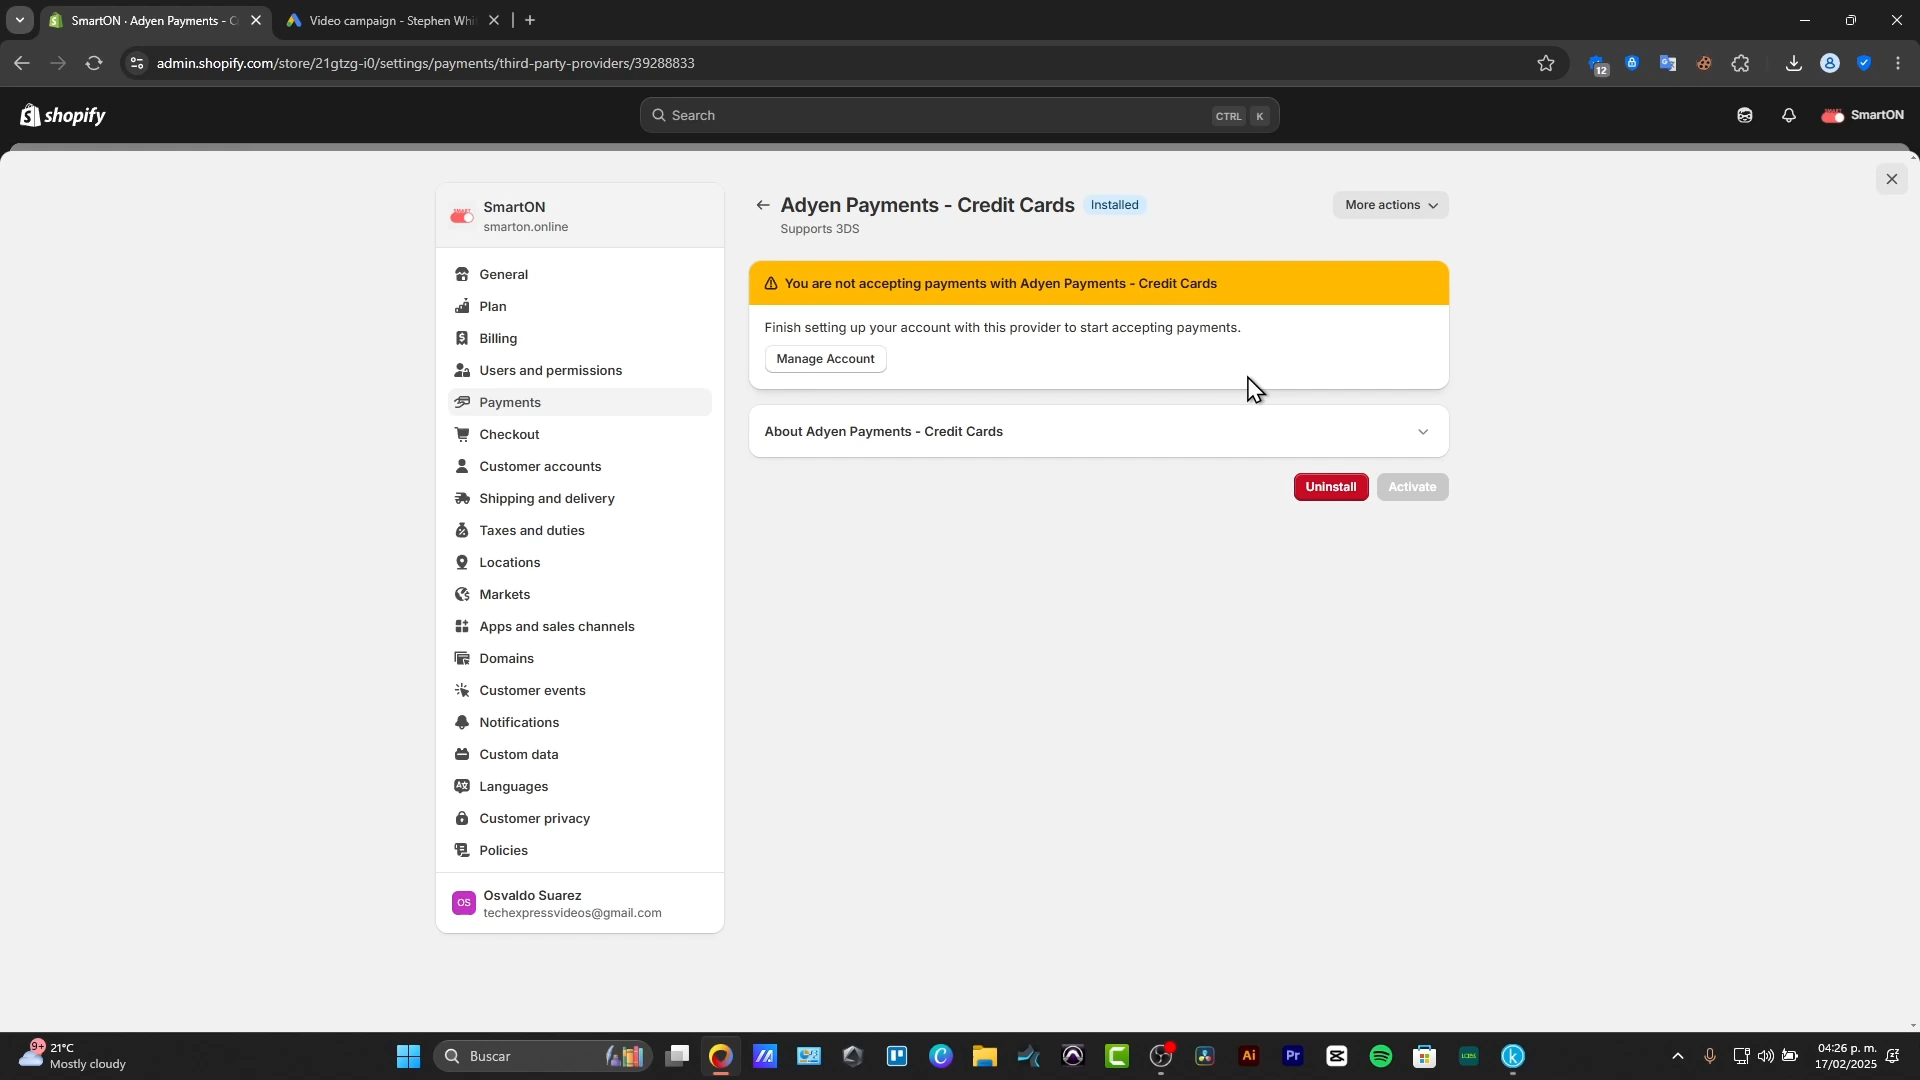 SmartON · Adyen Payments - C
Video campaign - Stephen Whi
admin.shopify.com/store/21gtzg-i0/settings/payments/third-party-providers/39288833
12
shopify
Search
CTRL K
SmartON
SmartON
smarton.online
General
Plan
Billing
Users and permissions
Payments
Checkout
Customer accounts
Shipping and delivery
Taxes and duties
Locations
Markets
Apps and sales channels
Domains
Customer events
Notifications
Custom data
Languages
Customer privacy
Policies
OS
Osvaldo Suarez
techexpressvideos@gmail.com
Adyen Payments - Credit Cards
Installed
Supports 3DS
More actions
You are not accepting payments with Adyen Payments - Credit Cards
Finish setting up your account with this provider to start accepting payments.
Manage Account
About Adyen Payments - Credit Cards
Uninstall
Activate
9+
21°C
Mostly cloudy
Buscar
Ai
Pr
04:26 p. m.
17/02/2025